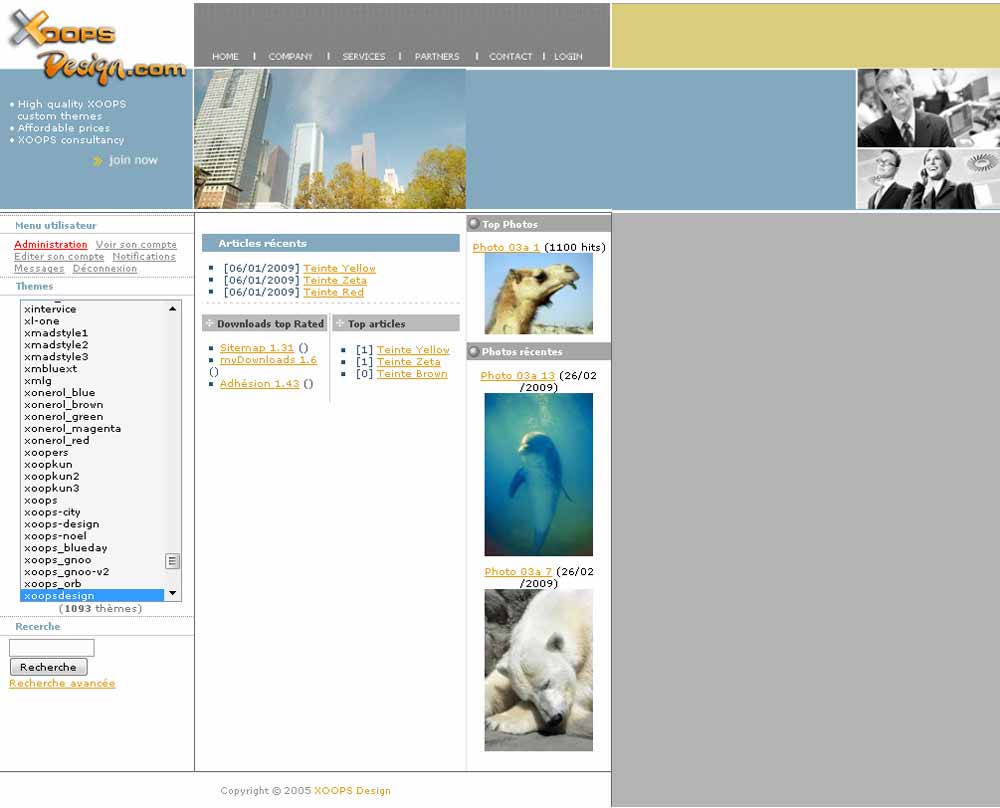 XOOPS
Design.com
HOME | COMPANY | SERVICES | PARTNERS | CONTACT | LOGIN
• High quality XOOPS
custom themes
• Affordable prices
• XOOPS consultancy
» join now
Menu utilisateur
Administration Voir son compte
Editer son compte Notifications
Messages Déconnexion
Themes
xintervice
xl-one
xmadstyle1
xmadstyle2
xmadstyle3
xmbluext
xmlg
xonerol_blue
xonerol_brown
xonerol_green
xonerol_magenta
xonerol_red
xoopers
xoopkun
xoopkun2
xoopkun3
xoops
xoops-city
xoops-design
xoops-noel
xoops_blueday
xoops_gnoo
xoops_gnoo-v2
xoops_orb
xoopsdesign
(1093 thèmes)
Recerche
Recherche
Recherche avancée
Articles récents
[06/01/2009] Teinte Yellow
[06/01/2009] Teinte Zeta
[06/01/2009] Teinte Red
Downloads top Rated
Sitemap 1.31 ()
myDownloads 1.6
()
Adhésion 1.43 ()
Top articles
[1] Teinte Yellow
[1] Teinte Zeta
[0] Teinte Brown
Top Photos
Photo 03a 1 (1100 hits)
Photos récentes
Photo 03a 13 (26/02
/2009)
Photo 03a 7 (26/02
/2009)
Copyright © 2005 XOOPS Design